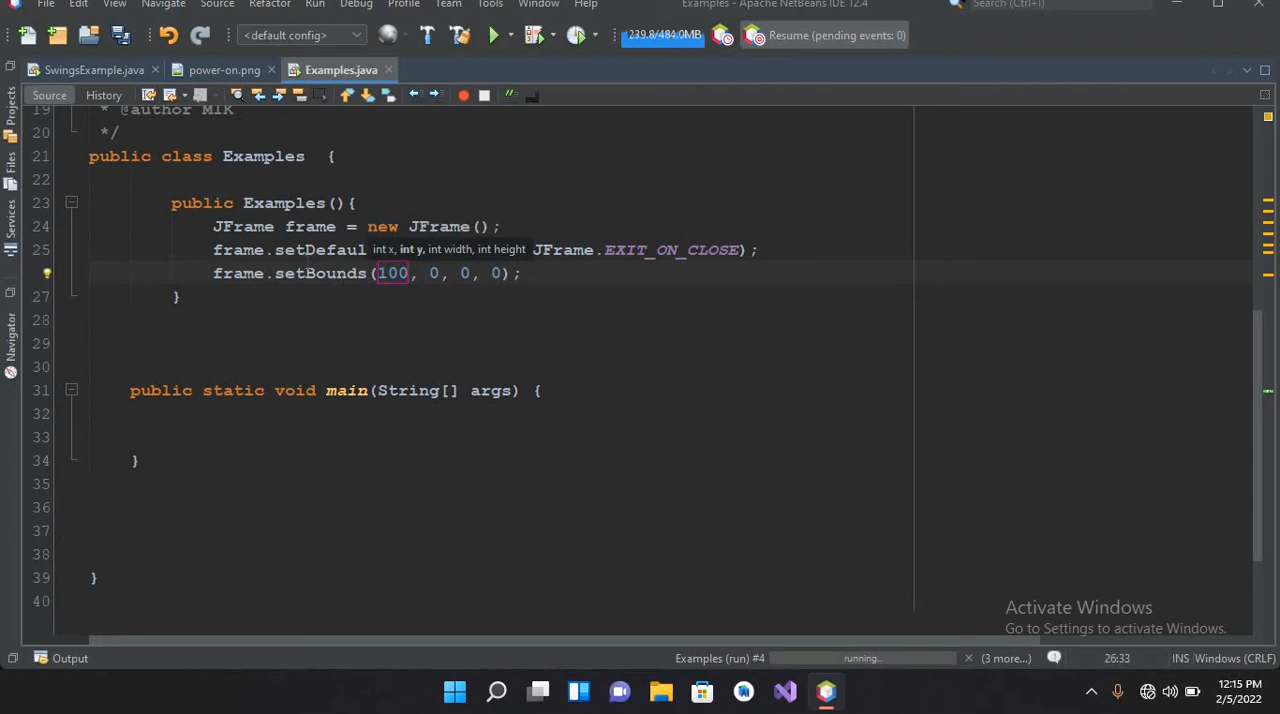 File Edit View Navigate Source Refactor Run Debug Profile Team Tools Window Help
Examples - Apache NetBeans IDE 12.4
Search (Ctrl+I)
<default config>
239.8/484.0MB
Resume (pending events: 0)
SwingsExample.java
power-on.png
Examples.java
Source
History
Projects
Files
Services
Navigator
19 * @author MIK
20 */
21 public class Examples {
22
23 public Examples(){
24 JFrame frame = new JFrame();
25 frame.setDefaul JFrame.EXIT_ON_CLOSE);
int x, int y, int width, int height
26 frame.setBounds(100, 0, 0, 0);
27 }
28
29
30
31 public static void main(String[] args) {
32
33
34 }
35
36
37
38
39 }
40
Activate Windows
Go to Settings to activate Windows.
Output
Examples (run) #4
running...
(3 more...)
26:33
INS
Windows (CRLF)
12:15 PM
2/5/2022